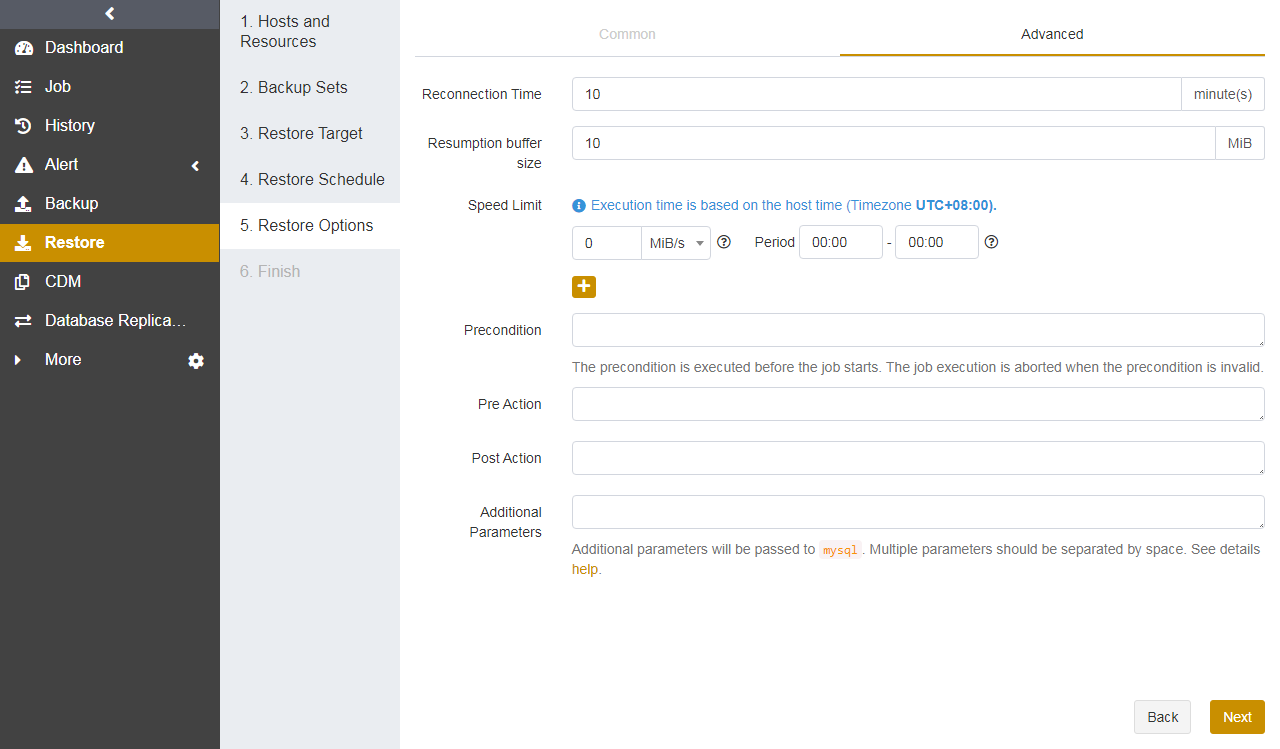 Dashboard
Job
History
Alert
Backup
Restore
CDM
Database Replica...
More
1. Hosts and
Resources
2. Backup Sets
3. Restore Target
4. Restore Schedule
5. Restore Options
6. Finish
Common
Advanced
Reconnection Time
10
minute(s)
Resumption buffer
size
10
MiB
Speed Limit
Execution time is based on the host time (Timezone UTC+08:00).
0
MiB/s
Period
00:00
-
00:00
Precondition
The precondition is executed before the job starts. The job execution is aborted when the precondition is invalid.
Pre Action
Post Action
Additional
Parameters
Additional parameters will be passed to mysql. Multiple parameters should be separated by space. See details
help.
Back
Next